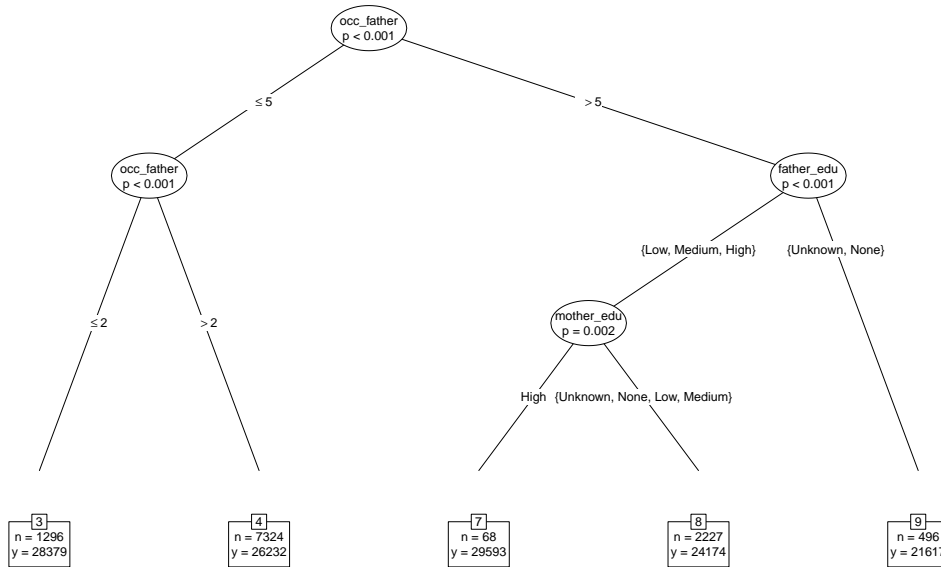 occ_father
p < 0.001
≤ 5
> 5
occ_father
p < 0.001
father_edu
p < 0.001
{Low, Medium, High}
{Unknown, None}
≤ 2
> 2
mother_edu
p = 0.002
High
{Unknown, None, Low, Medium}
3
n = 1296
y = 28379
4
n = 7324
y = 26232
7
n = 68
y = 29593
8
n = 2227
y = 24174
9
n = 496
y = 21617